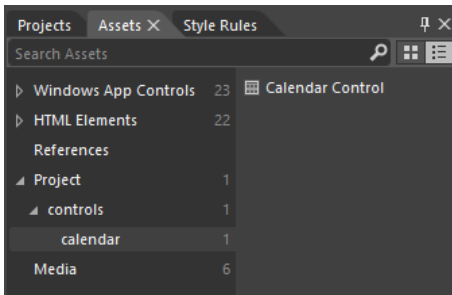 Projects Assets Style Rules
Search Assets
Windows App Controls 23 Calendar Control
HTML Elements 22
References
Project 1
controls 1
calendar 1
Media 6